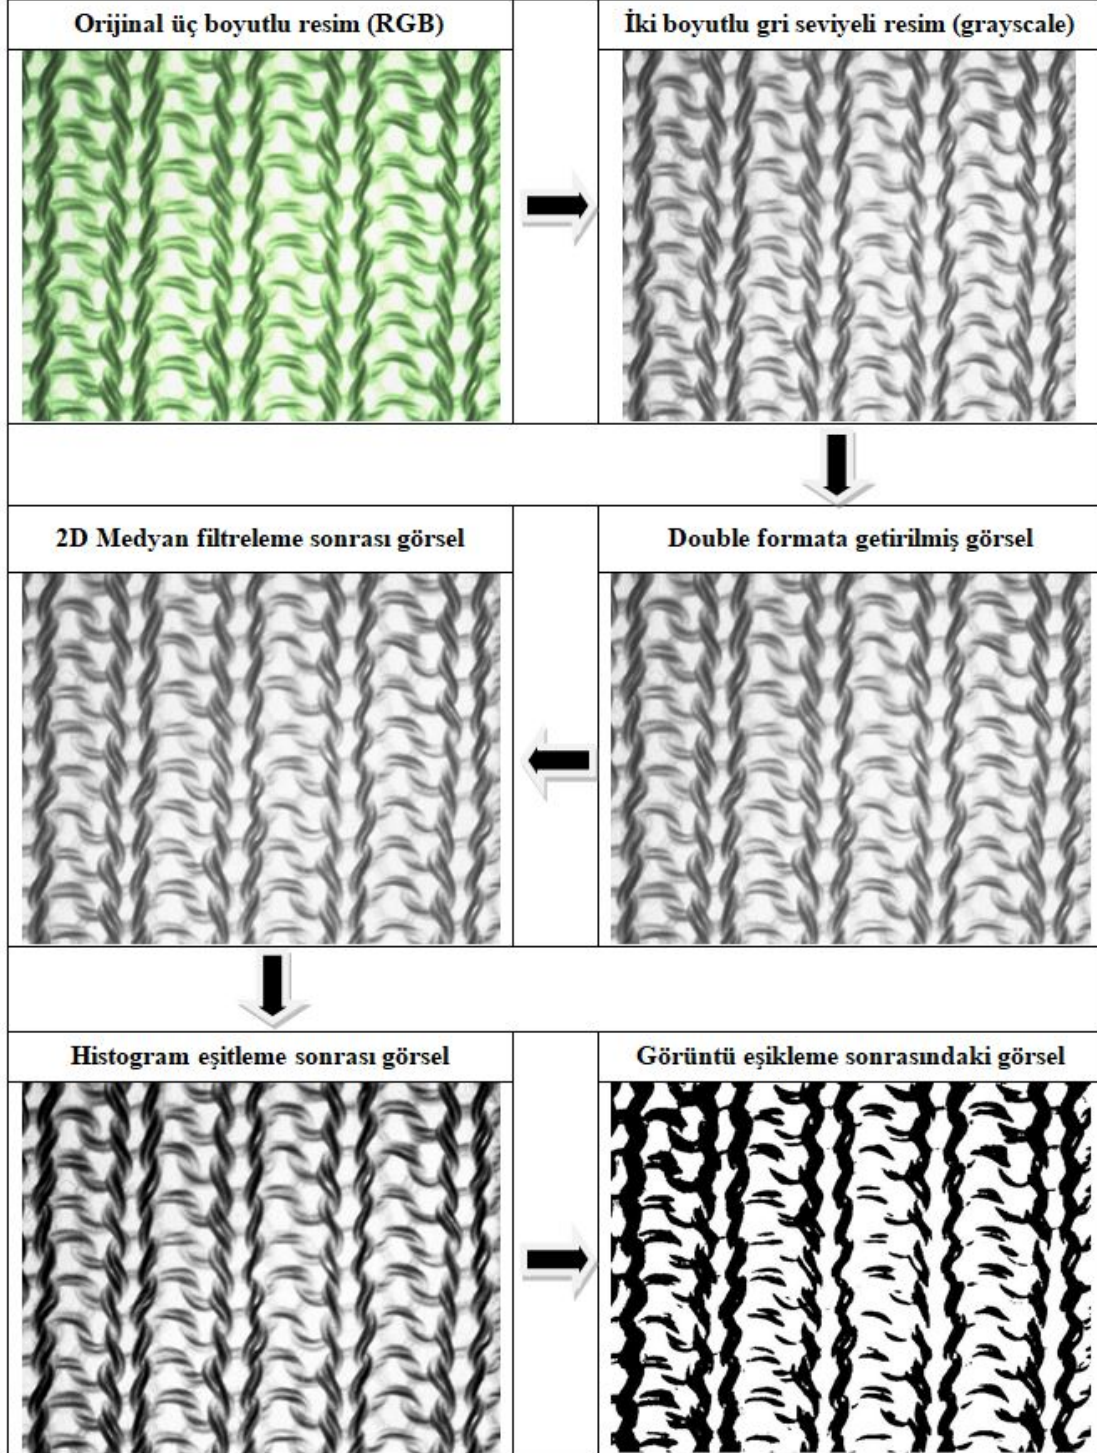 Orijinal üç boyutlu resim (RGB)
İki boyutlu gri seviyeli resim (grayscale)
2D Medyan filtreleme sonrası görsel
Double formata getirilmiş görsel
Histogram eşitleme sonrası görsel
Görüntü eşikleme sonrasındaki görsel